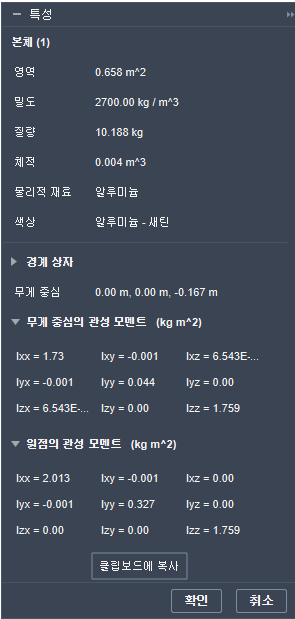 특성
본체 (1)
영역 0.658 m^2
밀도 2700.00 kg / m^3
질량 10.188 kg
체적 0.004 m^3
물리적 재료 알루미늄
색상 알루미늄 - 새틴
경계 상자
무게 중심 0.00 m, 0.00 m, -0.167 m
무게 중심의 관성 모멘트 (kg m^2)
Ixx = 1.73 Ixy = -0.001 Ixz = 6.543E-...
Iyx = -0.001 Iyy = 0.044 Iyz = 0.00
Izx = 6.543E-... Izy = 0.00 Izz = 1.759
원점의 관성 모멘트 (kg m^2)
Ixx = 2.013 Ixy = -0.001 Ixz = 0.00
Iyx = -0.001 Iyy = 0.327 Iyz = 0.00
Izx = 0.00 Izy = 0.00 Izz = 1.759
클립보드에 복사
확인 취소